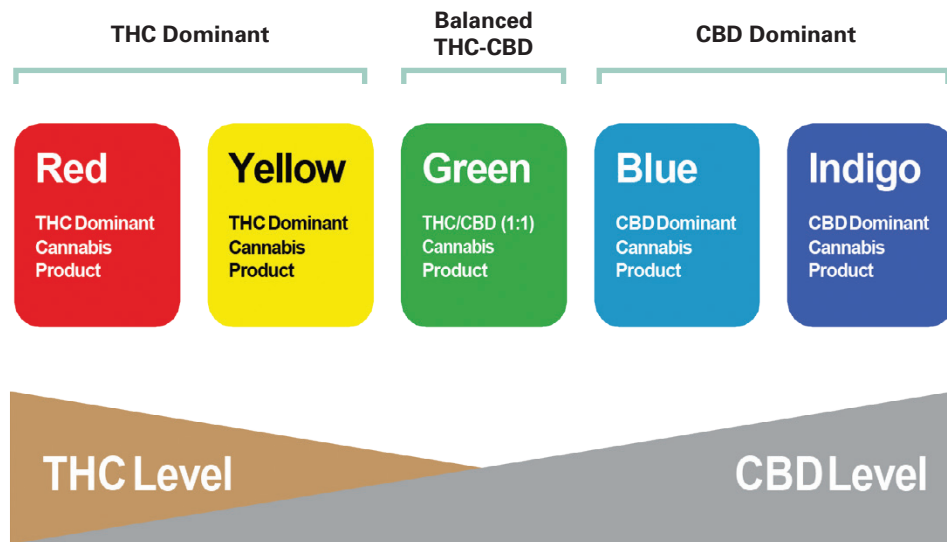 THC Dominant
Balanced
THC-CBD
CBD Dominant
Red
THC Dominant
Cannabis
Product
Yellow
THC Dominant
Cannabis
Product
Green
THC/CBD (1:1)
Cannabis
Product
Blue
CBD Dominant
Cannabis
Product
Indigo
CBD Dominant
Cannabis
Product
THC Level
CBD Level